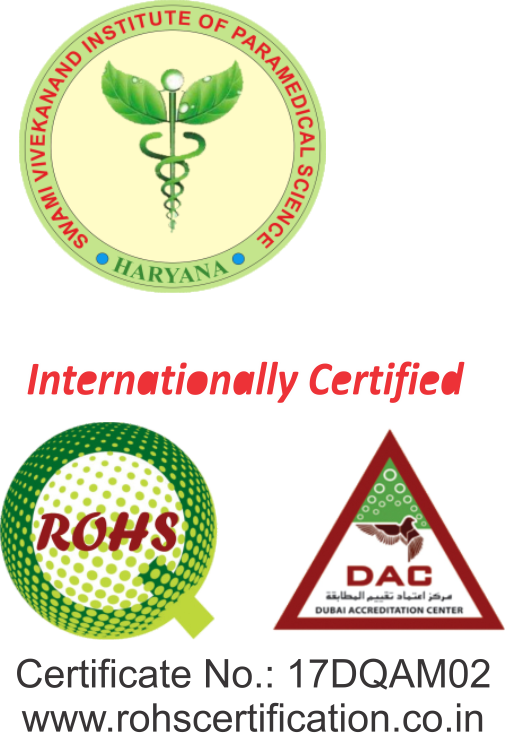 SWAMI VIVEKANAND INSTITUTE OF PARAMEDICAL SCIENCE
HARYANA
Internationally Certified
ROHS
DAC
مركز اعتماد تقييم المطابقة
DUBAI ACCREDITATION CENTER
Certificate No.: 17DQAM02
www.rohscertification.co.in